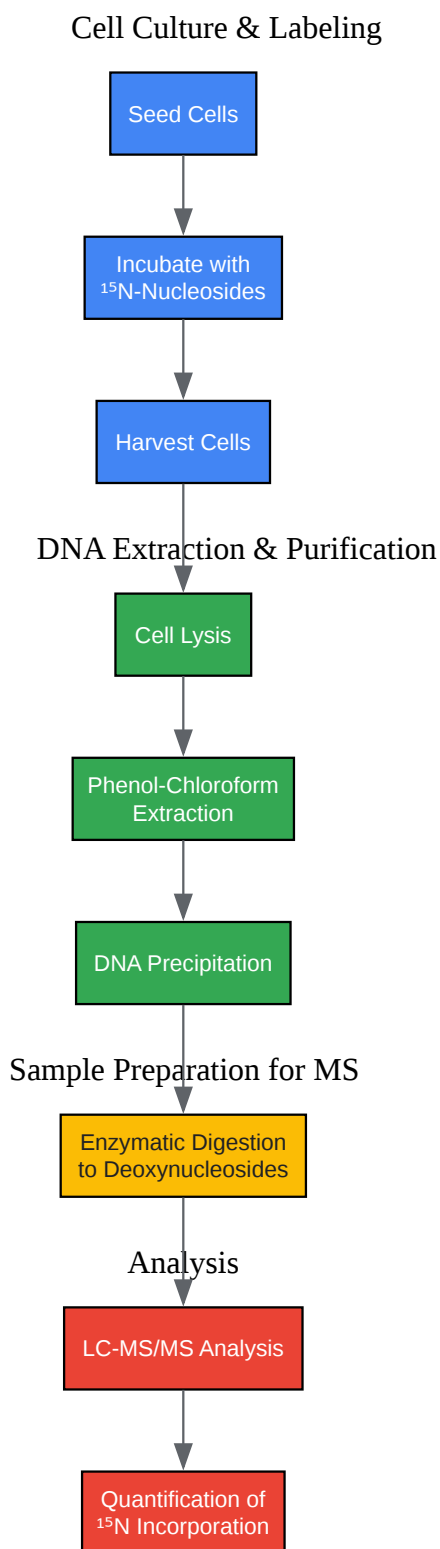 Cell Culture & Labeling
Seed Cells
Incubate with
¹⁵N-Nucleosides
Harvest Cells
DNA Extraction & Purification
Cell Lysis
Phenol-Chloroform
Extraction
DNA Precipitation
Sample Preparation for MS
Enzymatic Digestion
to Deoxynucleosides
Analysis
LC-MS/MS Analysis
Quantification of
¹⁵N Incorporation